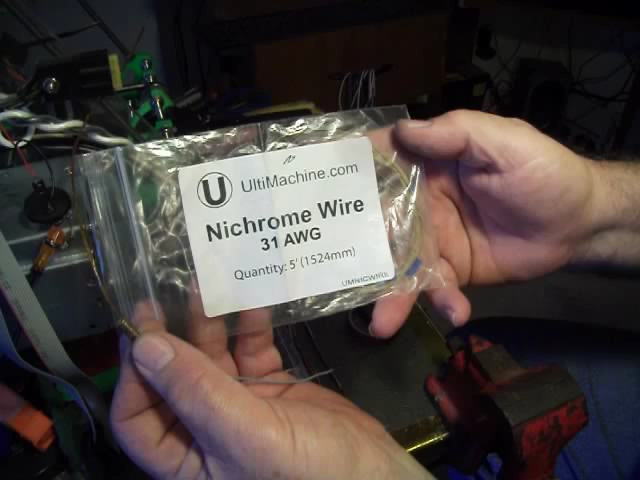 U UltiMachine.com
Nichrome Wire
31 AWG
Quantity: 5' (1524mm)
UMNICWIRE